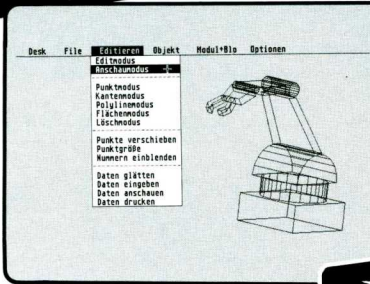 Desk File Editieren Objekt Modul+Blo Optionen
Editmodus
Anschaumodus
Punktmodus
Kantenmodus
Polylinemodus
Flächenmodus
Löschmodus
Punkte verschieben
Punktgröße
Nummern einblenden
Daten glätten
Daten eingeben
Daten anschauen
Daten drucken